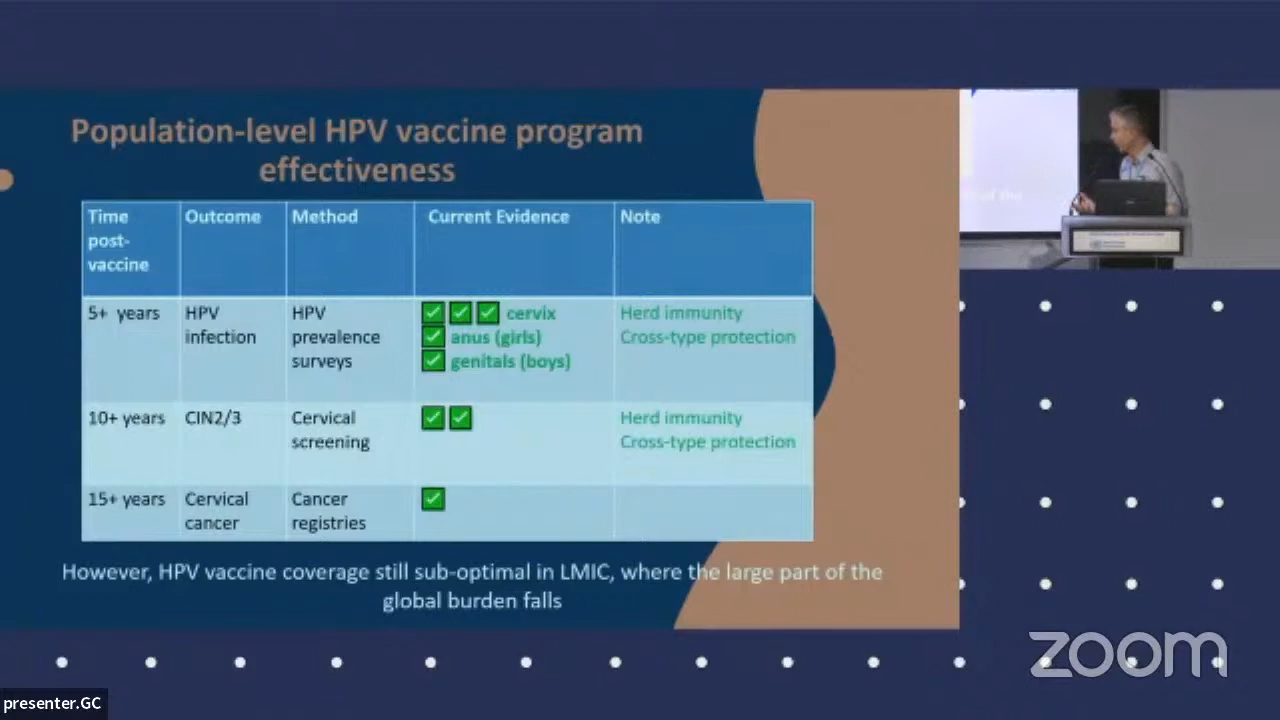 Population-level HPV vaccine program
effectiveness
Time
post-
vaccine
Outcome
Method
Current Evidence
Note
5+ years
HPV
infection
HPV
prevalence
surveys
cervix
anus (girls)
genitals (boys)
Herd immunity
Cross-type protection
10+ years
CIN2/3
Cervical
screening
Herd immunity
Cross-type protection
15+ years
Cervical
cancer
Cancer
registries
However, HPV vaccine coverage still sub-optimal in LMIC, where the large part of the
global burden falls
zoom
presenter.GC